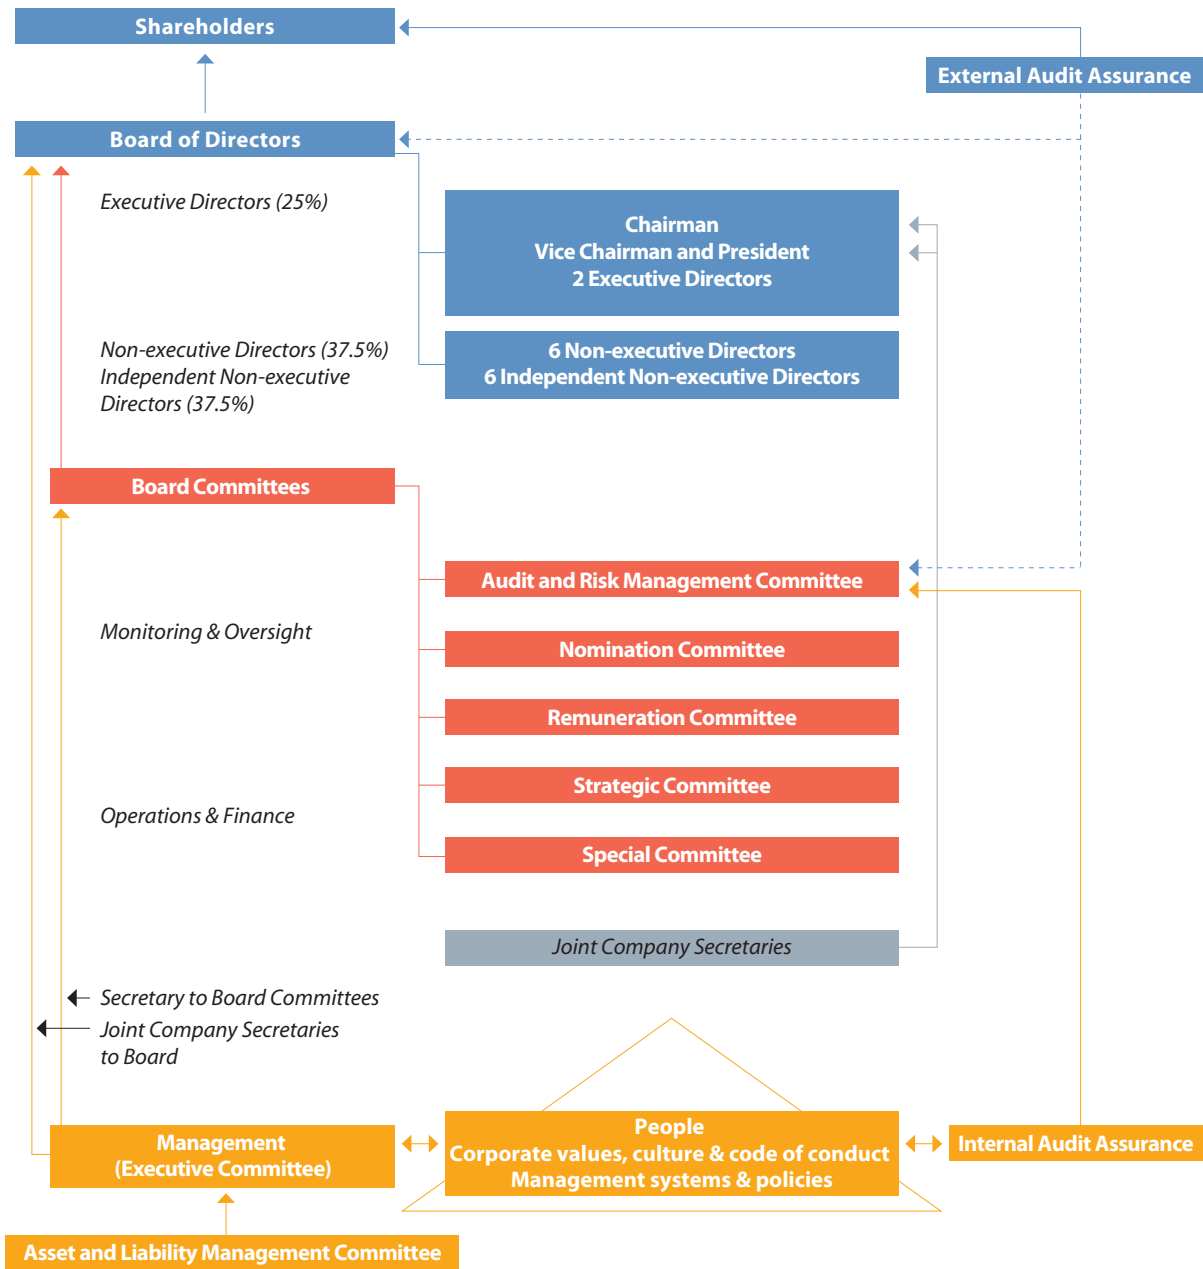 Shareholders
External Audit Assurance
Board of Directors
Executive Directors (25%)
Chairman
Vice Chairman and President
2 Executive Directors
Non-executive Directors (37.5%)
Independent Non-executive
Directors (37.5%)
6 Non-executive Directors
6 Independent Non-executive Directors
Board Committees
Audit and Risk Management Committee
Monitoring & Oversight
Nomination Committee
Remuneration Committee
Strategic Committee
Operations & Finance
Special Committee
Joint Company Secretaries
Secretary to Board Committees
Joint Company Secretaries
to Board
Management
(Executive Committee)
People
Corporate values, culture & code of conduct
Management systems & policies
Internal Audit Assurance
Asset and Liability Management Committee